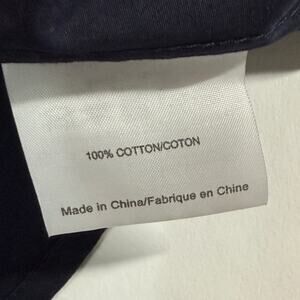 100% COTTON/COTON
Made in China/Fabrique en Chine